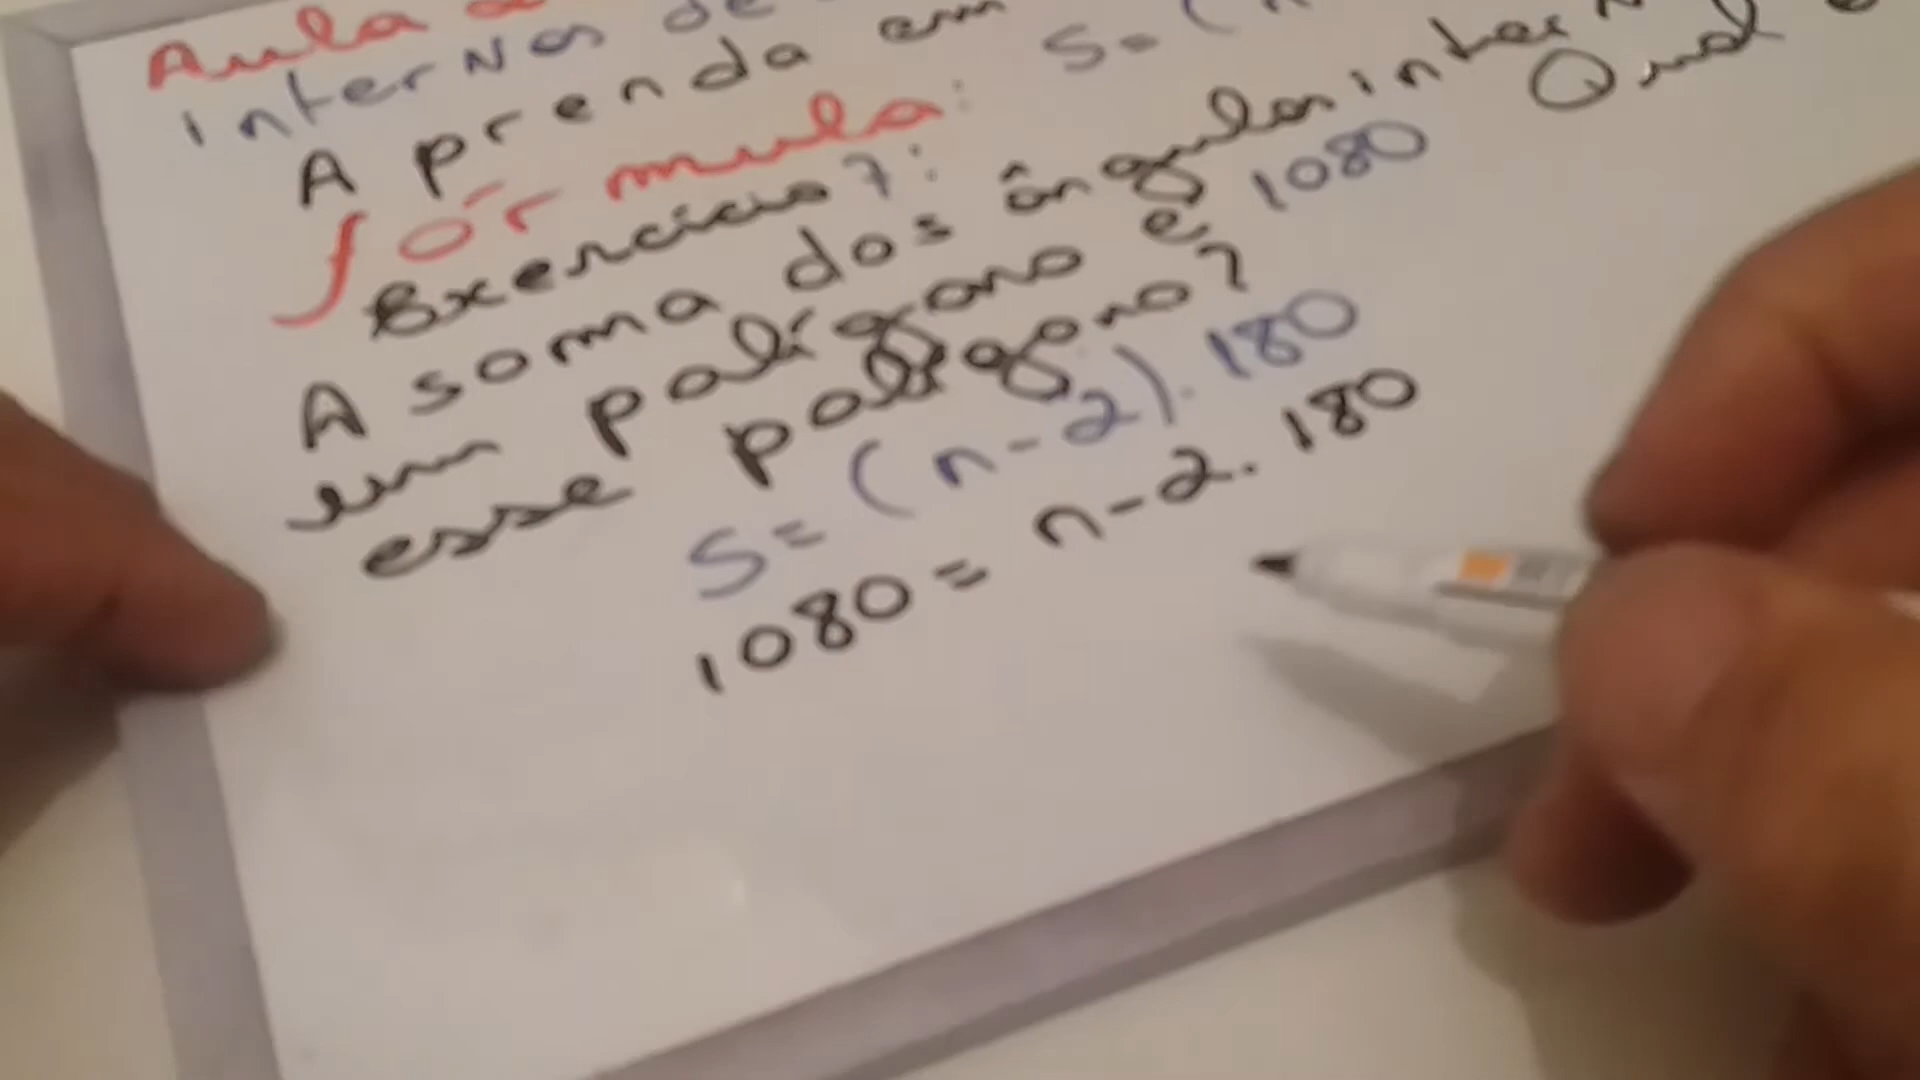 Aula
internos de
Aprenda em
fórmula: S= (n
Exercício 7:
A soma dos ângulos internos
em polígono é 1080 Qual é
esse polígono?
S= (n-2). 180
1080 = n-2. 180